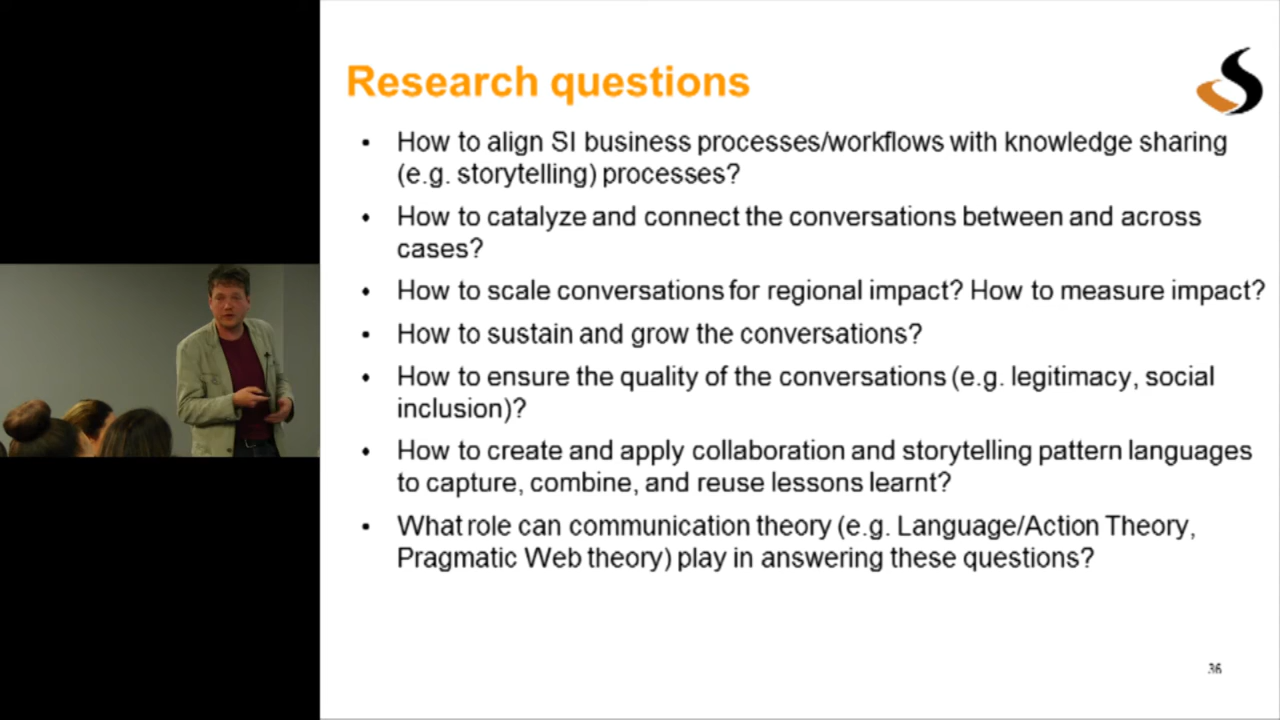 Research questions
• How to align SI business processes/workflows with knowledge sharing
(e.g. storytelling) processes?
• How to catalyze and connect the conversations between and across
cases?
• How to scale conversations for regional impact? How to measure impact?
• How to sustain and grow the conversations?
• How to ensure the quality of the conversations (e.g. legitimacy, social
inclusion)?
• How to create and apply collaboration and storytelling pattern languages
to capture, combine, and reuse lessons learnt?
• What role can communication theory (e.g. Language/Action Theory,
Pragmatic Web theory) play in answering these questions?
36